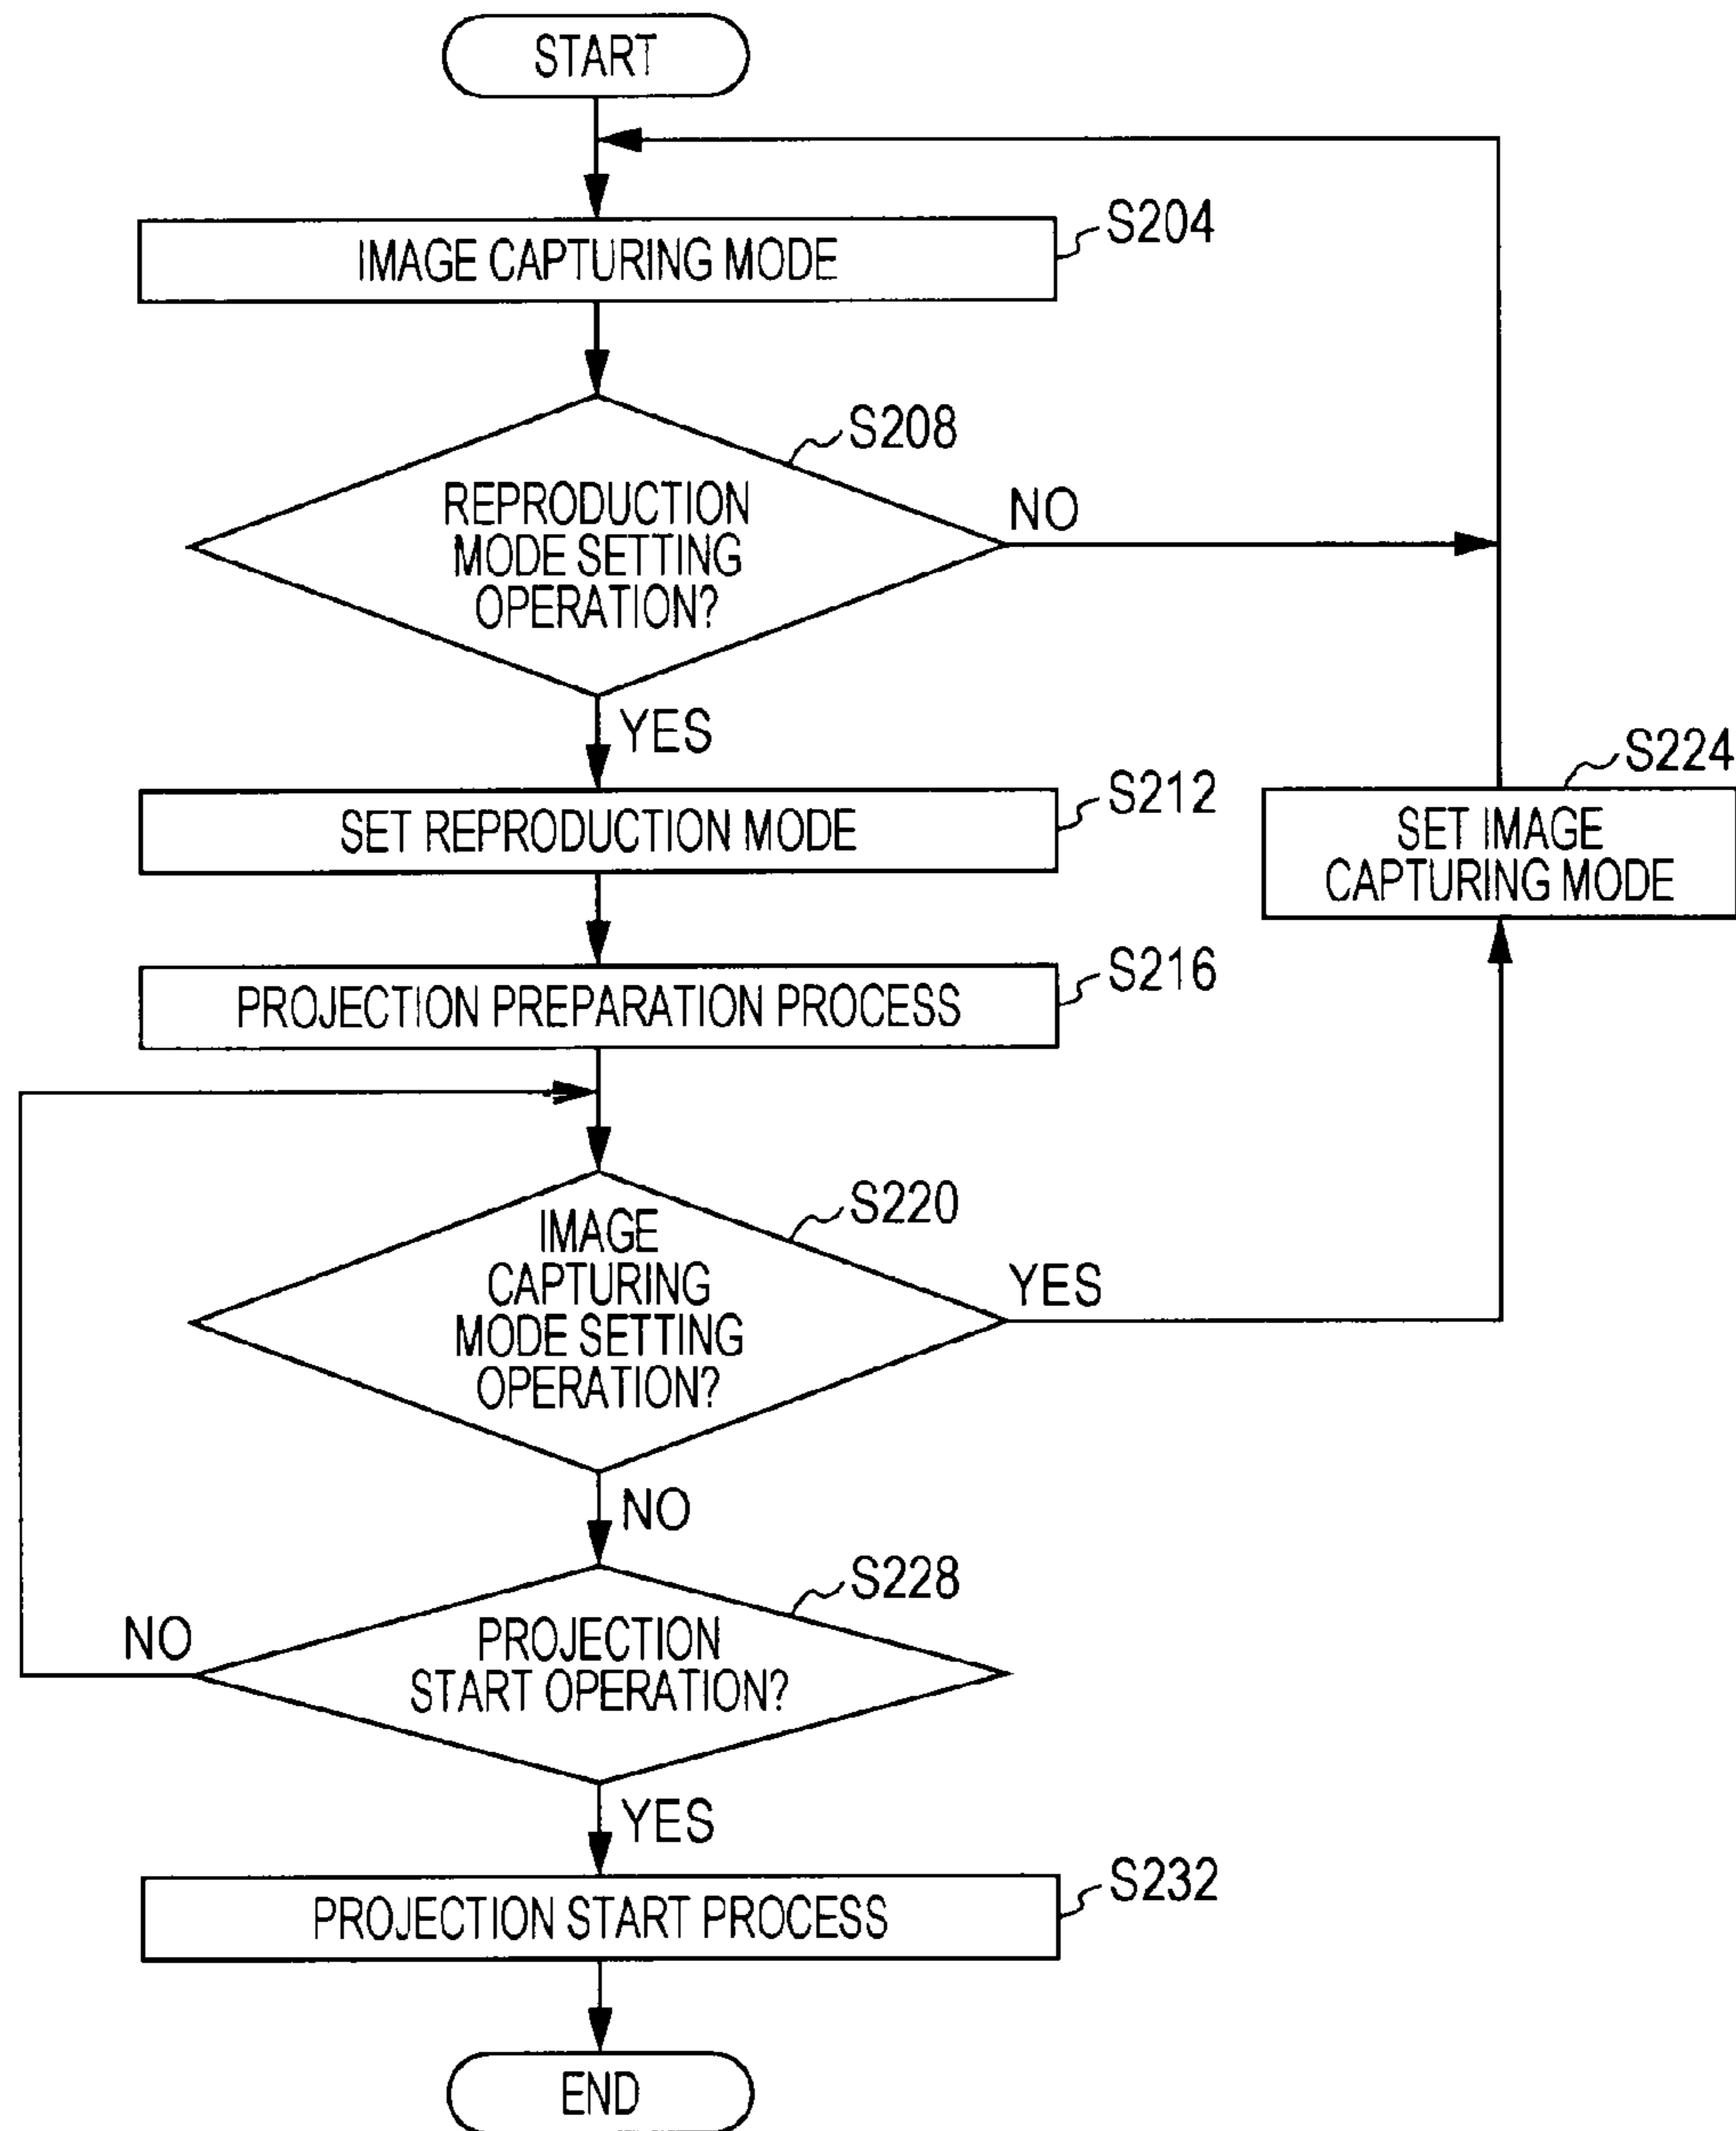 START
IMAGE CAPTURING MODE
S204
S208
REPRODUCTION
MODE SETTING
OPERATION?
NO
YES
SET REPRODUCTION MODE
S212
S224
SET IMAGE
CAPTURING MODE
PROJECTION PREPARATION PROCESS
S216
S220
IMAGE
CAPTURING
MODE SETTING
OPERATION?
YES
NO
S228
PROJECTION
START OPERATION?
NO
YES
PROJECTION START PROCESS
S232
END